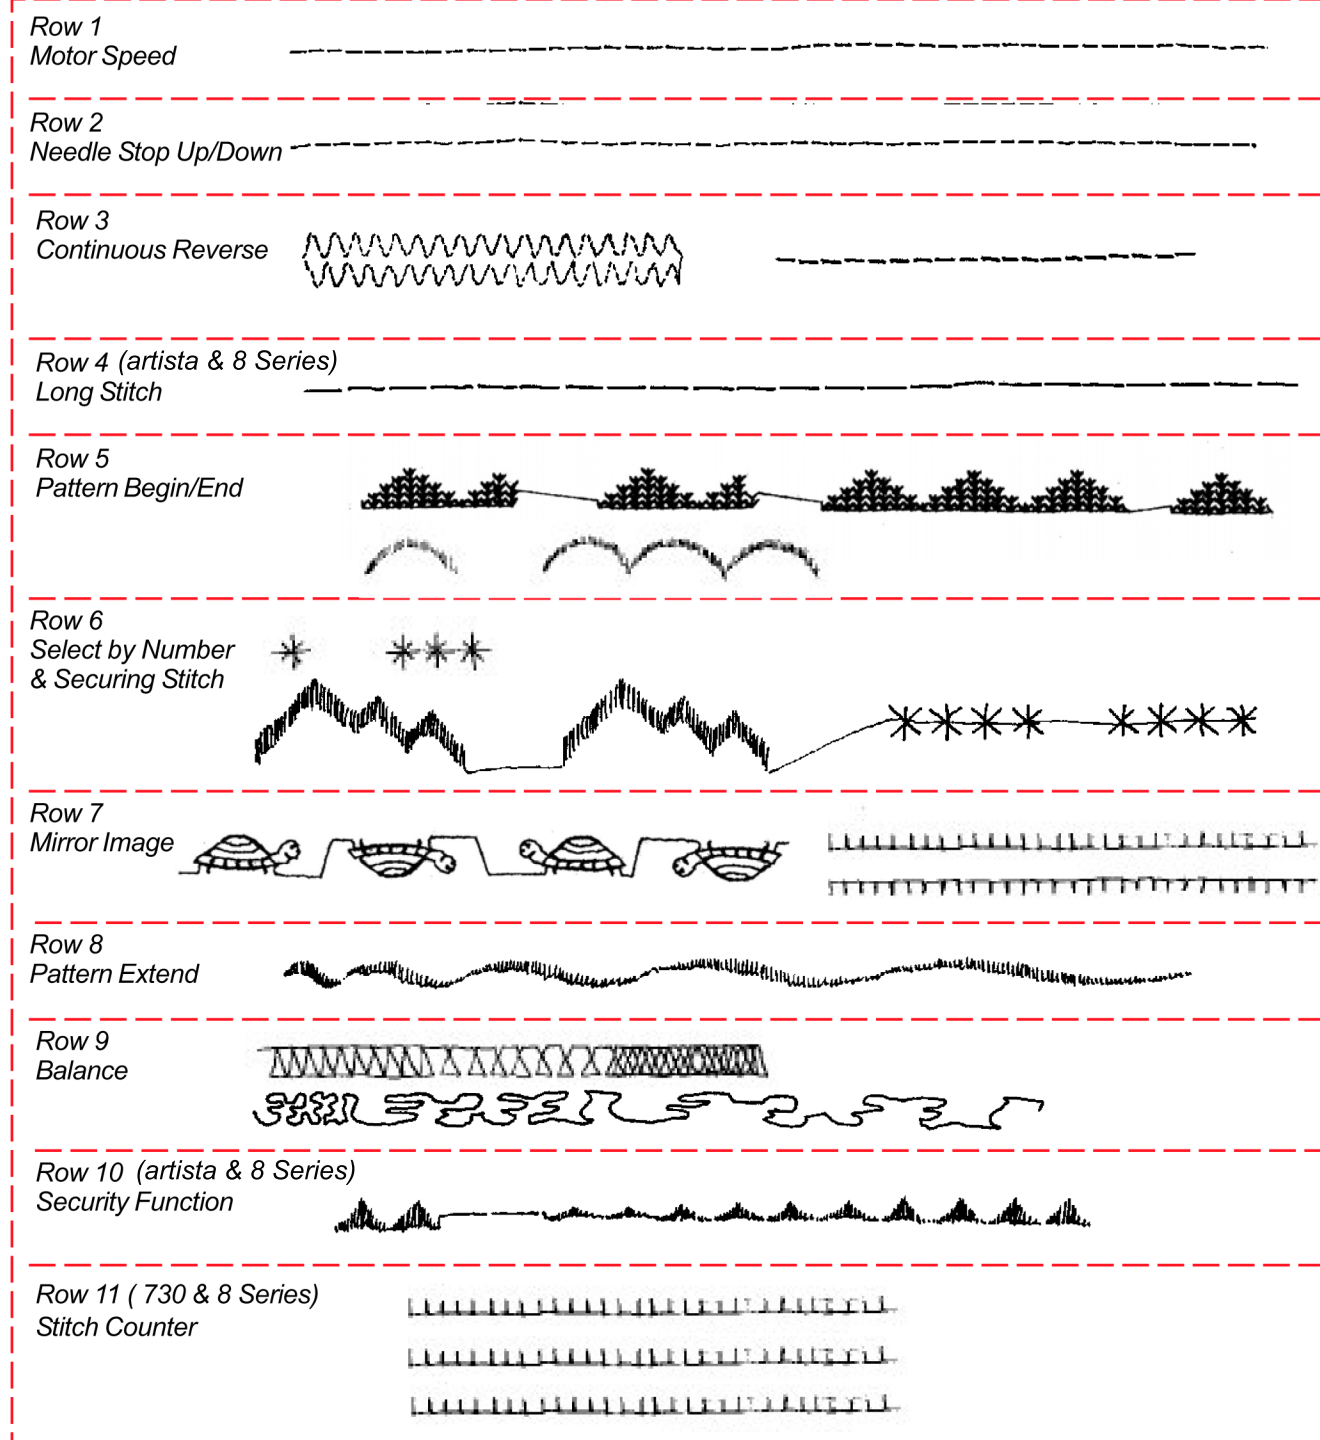 Row 1
Motor Speed
Row 2
Needle Stop Up/Down
Row 3
Continuous Reverse
Row 4 (artista & 8 Series)
Long Stitch
Row 5
Pattern Begin/End
Row 6
Select by Number
& Securing Stitch
Row 7
Mirror Image
Row 8
Pattern Extend
Row 9
Balance
Row 10 (artista & 8 Series)
Security Function
Row 11 ( 730 & 8 Series)
Stitch Counter